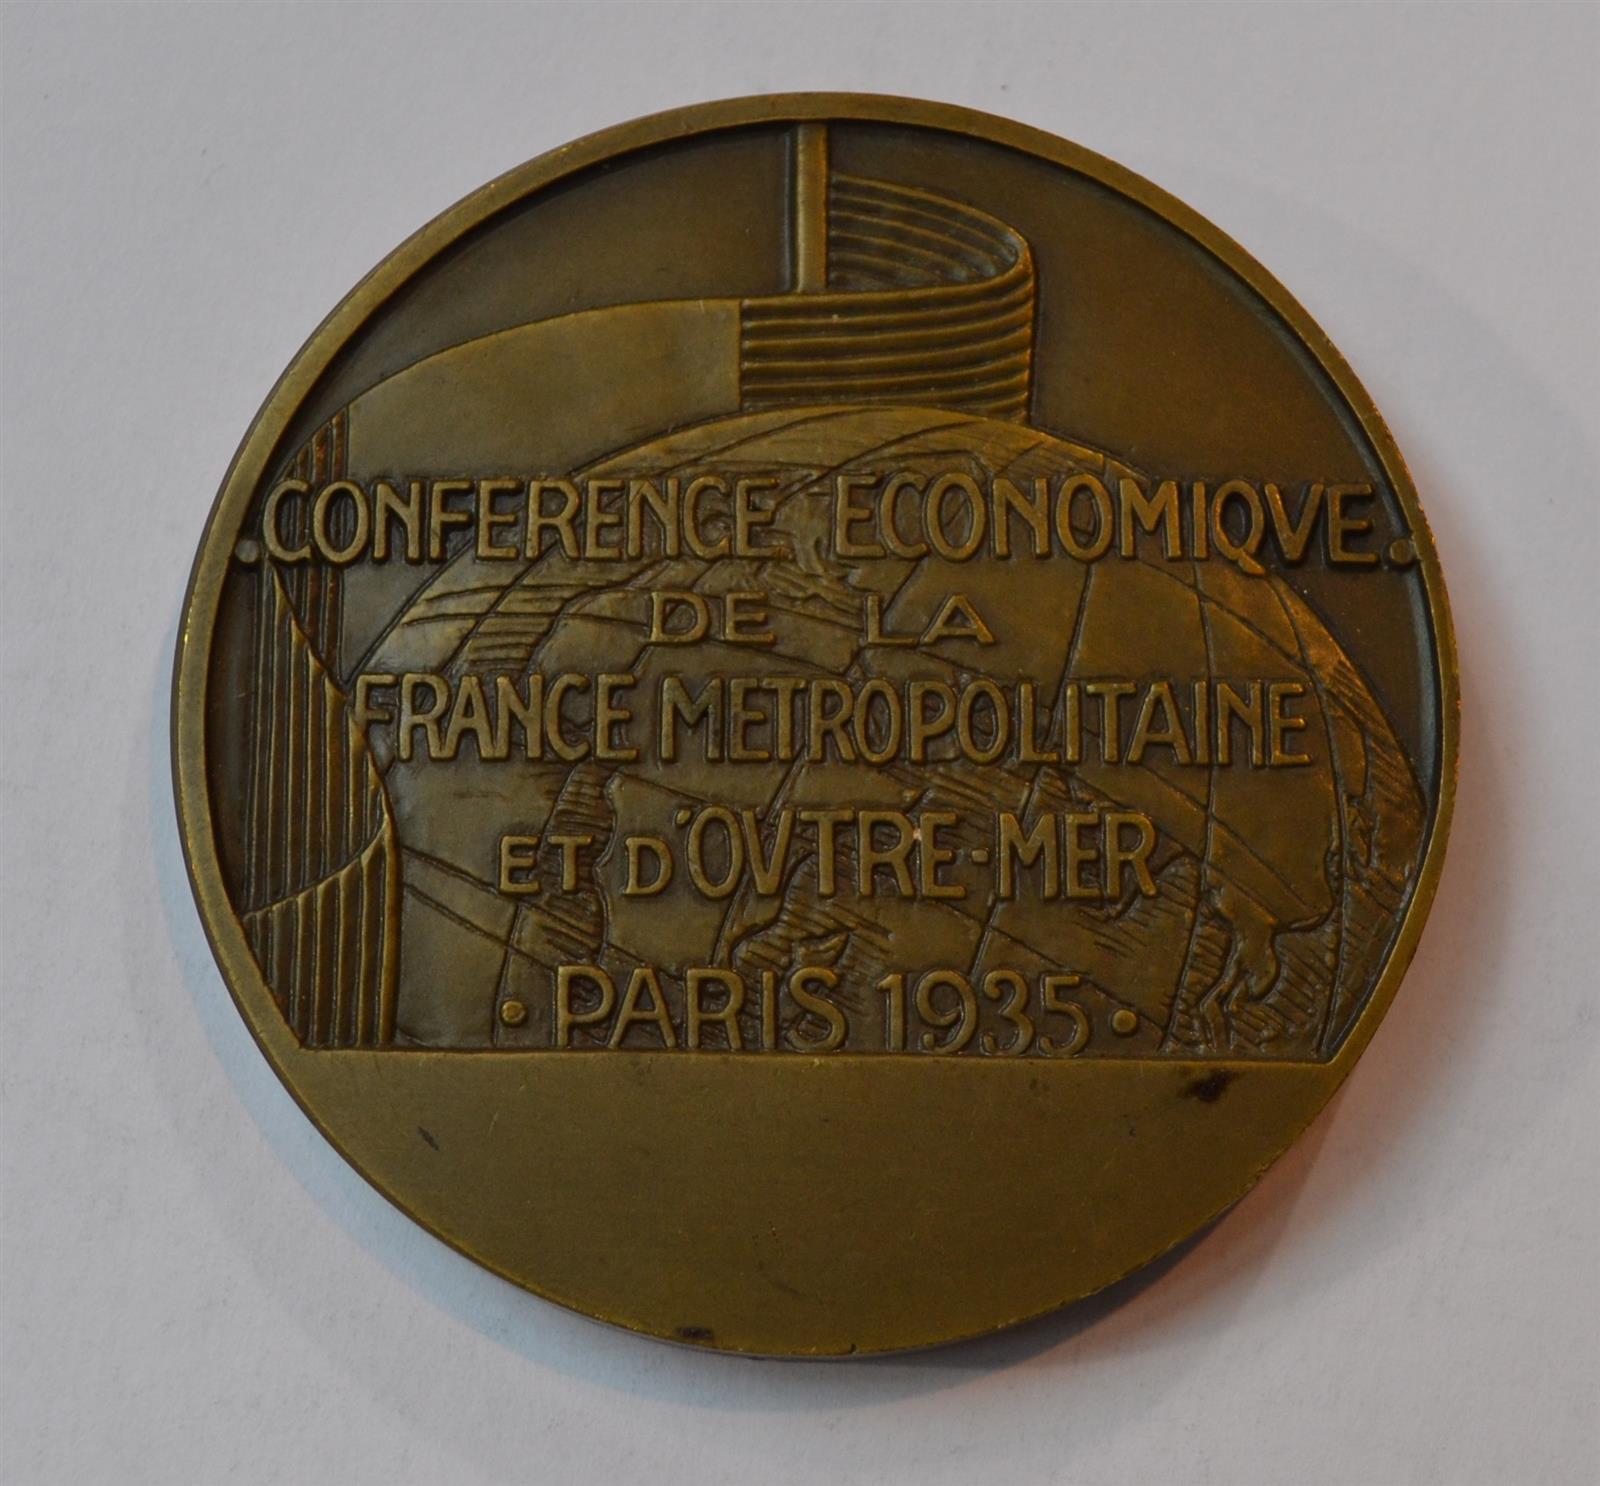 .CONFERENCE ECONOMIQVE.
DE LA
FRANCE METROPOLITAINE
ET D'OVTRE-MER
· PARIS 1935 ·